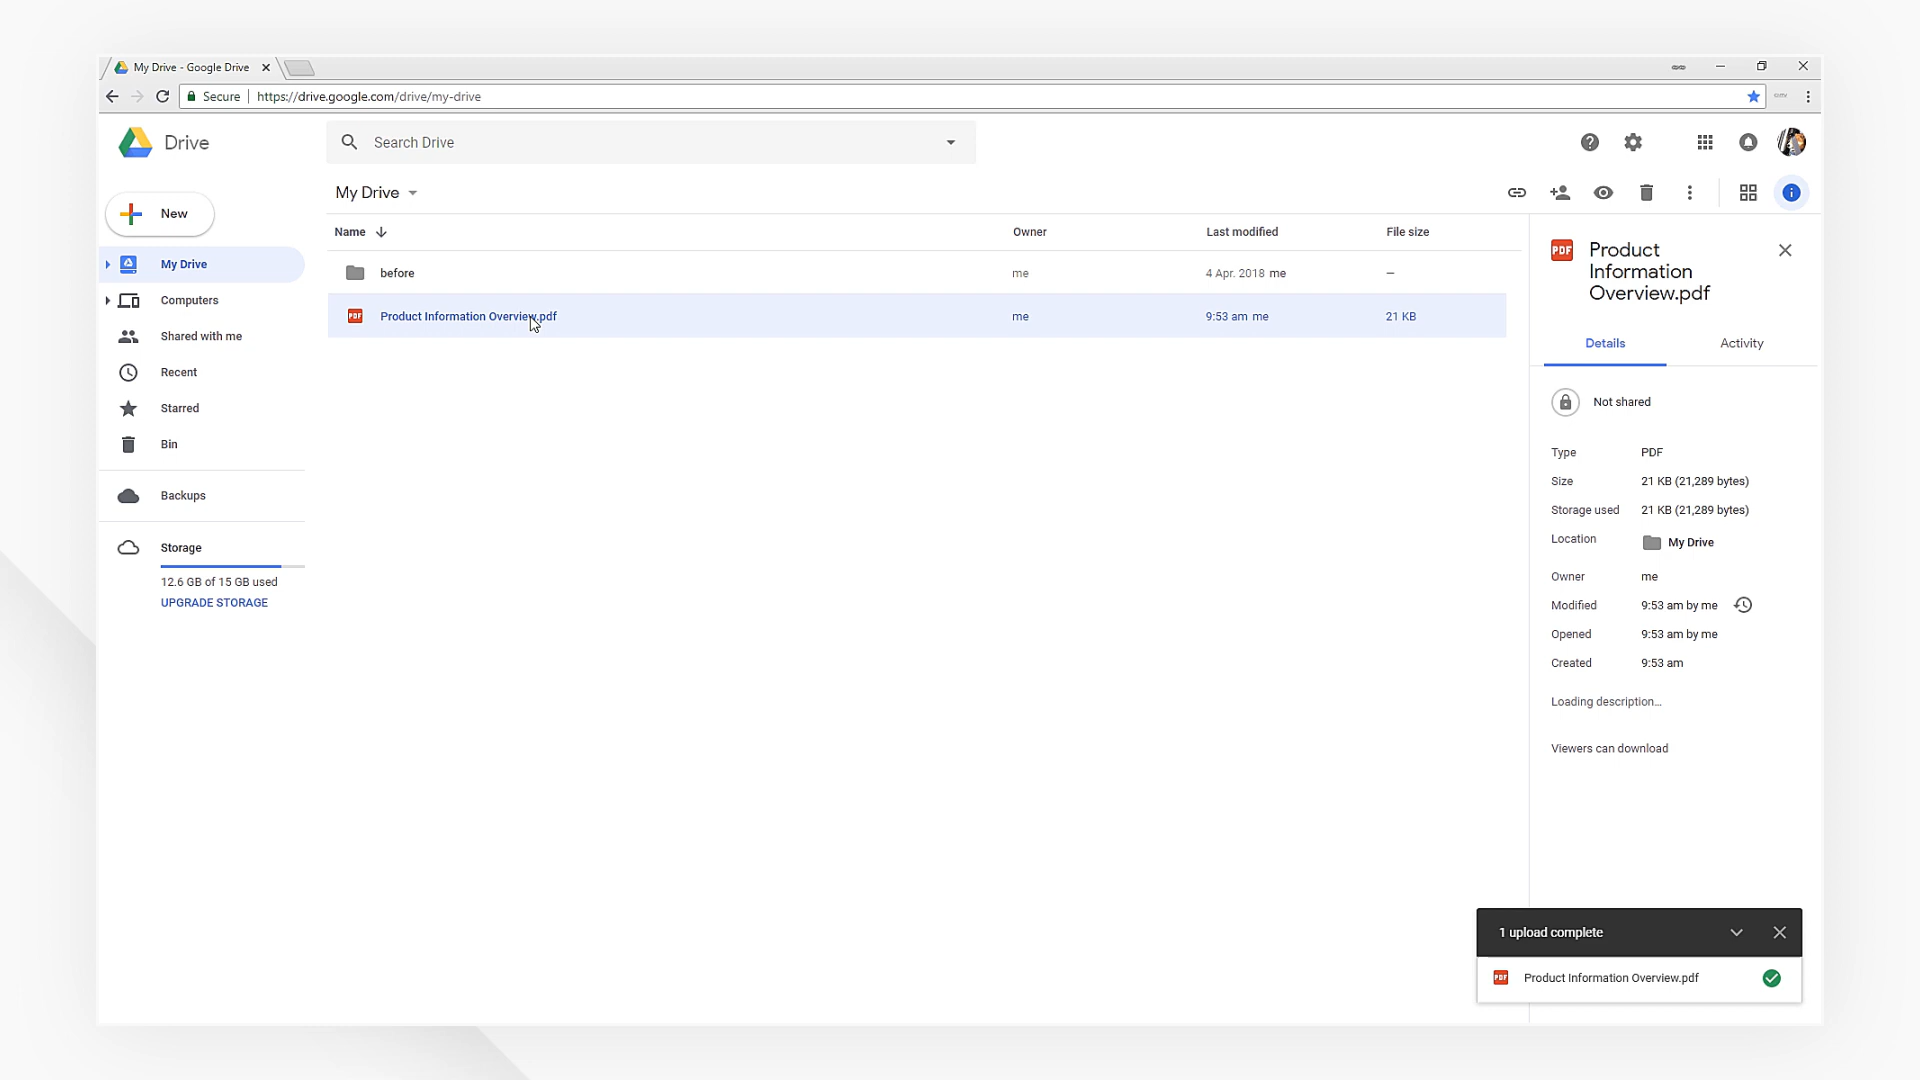 My Drive - Google Drive
Secure
https://drive.google.com/drive/my-drive
Drive
Search Drive
My Drive
New
My Drive
Computers
Shared with me
Recent
Starred
Bin
Backups
Storage
12.6 GB of 15 GB used
UPGRADE STORAGE
Name Owner Last modified File size
before me 4 Apr. 2018 me –
PDF Product Information Overview.pdf me 9:53 am me 21 KB
PDF Product
Information
Overview.pdf
Details Activity
Not shared
Type PDF
Size 21 KB (21,289 bytes)
Storage used 21 KB (21,289 bytes)
Location My Drive
Owner me
Modified 9:53 am by me
Opened 9:53 am by me
Created 9:53 am
Loading description...
Viewers can download
1 upload complete
PDF Product Information Overview.pdf